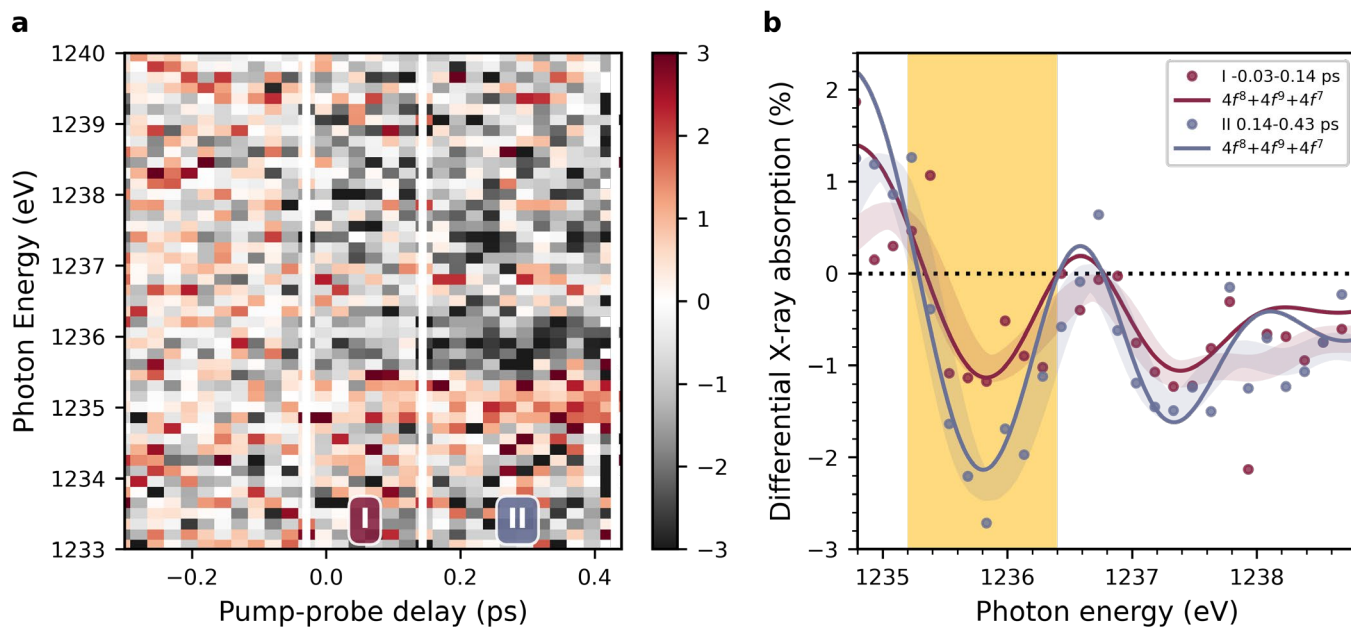 a
b
1240
1239
1238
1237
1236
1235
1234
1233
Photon Energy (eV)
−0.2
0.0
0.2
0.4
Pump-probe delay (ps)
I
II
3
2
1
0
−1
−2
−3
2
1
0
−1
−2
−3
Differential X-ray absorption (%)
I -0.03-0.14 ps
4f⁸+4f⁹+4f⁷
II 0.14-0.43 ps
4f⁸+4f⁹+4f⁷
1235
1236
1237
1238
Photon energy (eV)